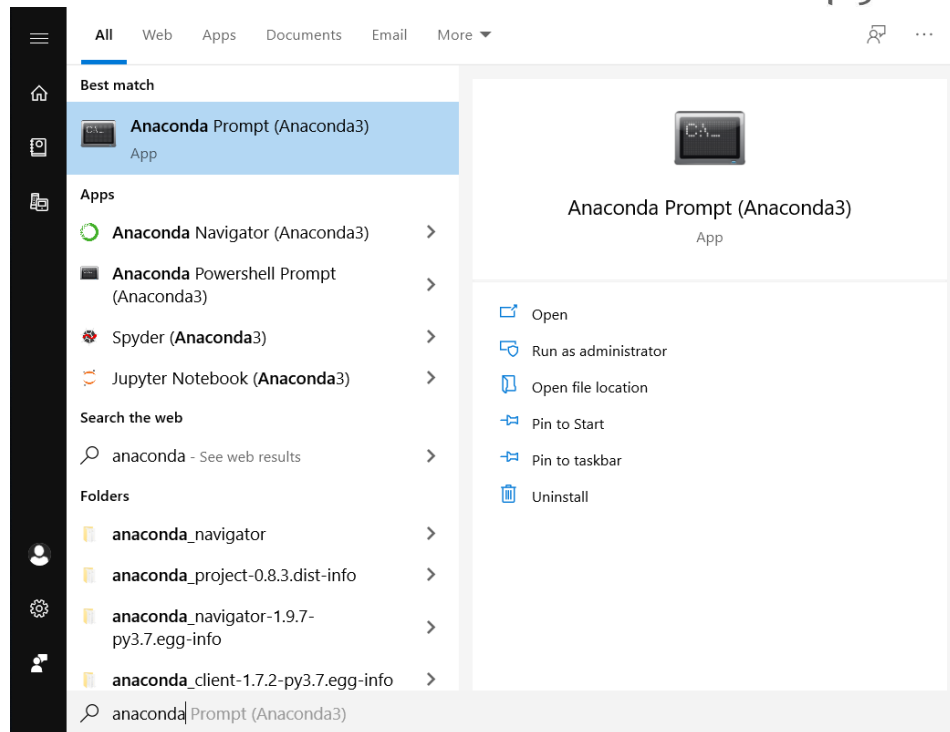 All Web Apps Documents Email More
Best match
Anaconda Prompt (Anaconda3)
App
Apps
Anaconda Navigator (Anaconda3)
Anaconda Powershell Prompt
(Anaconda3)
Spyder (Anaconda3)
Jupyter Notebook (Anaconda3)
Search the web
anaconda - See web results
Folders
anaconda_navigator
anaconda_project-0.8.3.dist-info
anaconda_navigator-1.9.7-
py3.7.egg-info
anaconda_client-1.7.2-py3.7.egg-info
anaconda Prompt (Anaconda3)
C:\_
Anaconda Prompt (Anaconda3)
App
Open
Run as administrator
Open file location
Pin to Start
Pin to taskbar
Uninstall